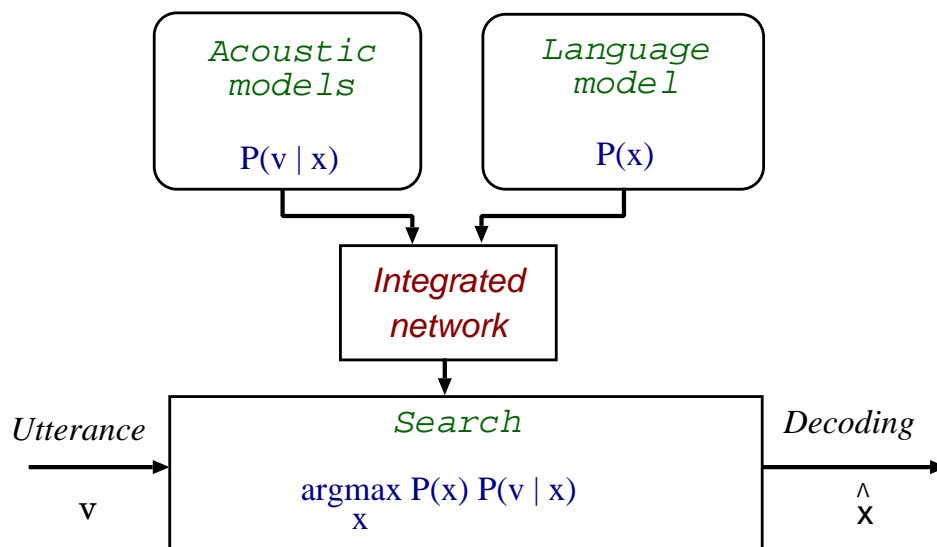 Acoustic
models
P(v | x)
Language
model
P(x)
Integrated
network
Utterance
v
Search
argmax P(x) P(v | x)
x
Decoding
x̂